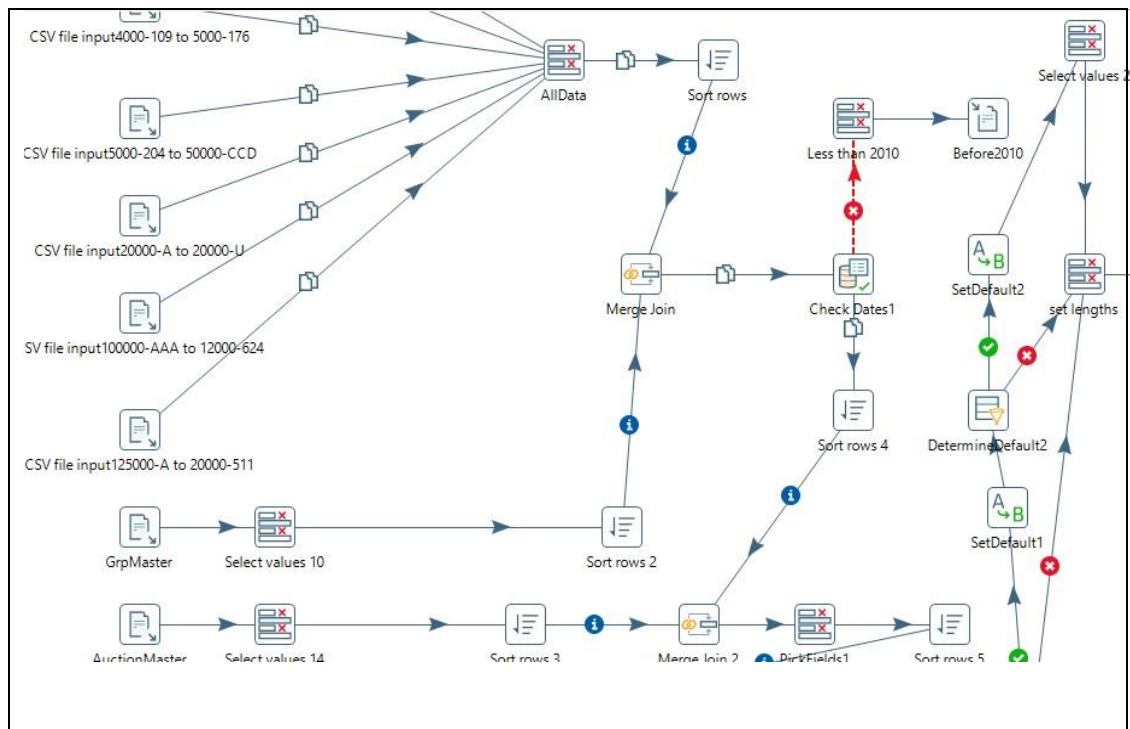 CSV file input4000-109 to 5000-176
AllData
Sort rows
Select values 2
CSV file input5000-204 to 50000-CCD
Less than 2010
Before2010
CSV file input20000-A to 20000-U
Merge Join
Check Dates1
SetDefault2
set lengths
SV file input100000-AAA to 12000-624
Sort rows 4
DetermineDefault2
CSV file input125000-A to 20000-511
SetDefault1
GrpMaster
Select values 10
Sort rows 2
AuctionMaster
Select values 14
Sort rows 3
Merge Join 2
PickFields1
Sort rows 5